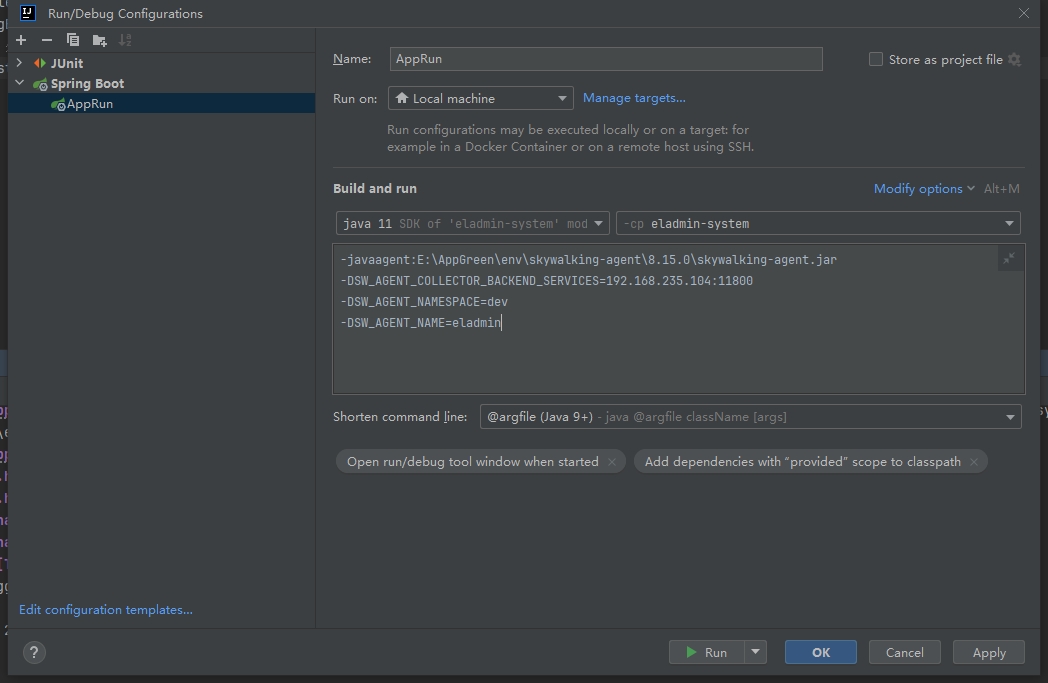 Run/Debug Configurations
JUnit
Spring Boot
AppRun
Name: AppRun Store as project file
Run on: Local machine Manage targets...
Run configurations may be executed locally or on a target: for
example in a Docker Container or on a remote host using SSH.
Build and run Modify options Alt+M
java 11 SDK of 'eladmin-system' mod -cp eladmin-system
-javaagent:E:\AppGreen\env\skywalking-agent\8.15.0\skywalking-agent.jar
-DSW_AGENT_COLLECTOR_BACKEND_SERVICES=192.168.235.104:11800
-DSW_AGENT_NAMESPACE=dev
-DSW_AGENT_NAME=eladmin
Shorten command line: @argfile (Java 9+) - java @argfile className [args]
Open run/debug tool window when started × Add dependencies with “provided” scope to classpath ×
Edit configuration templates...
? Run OK Cancel Apply